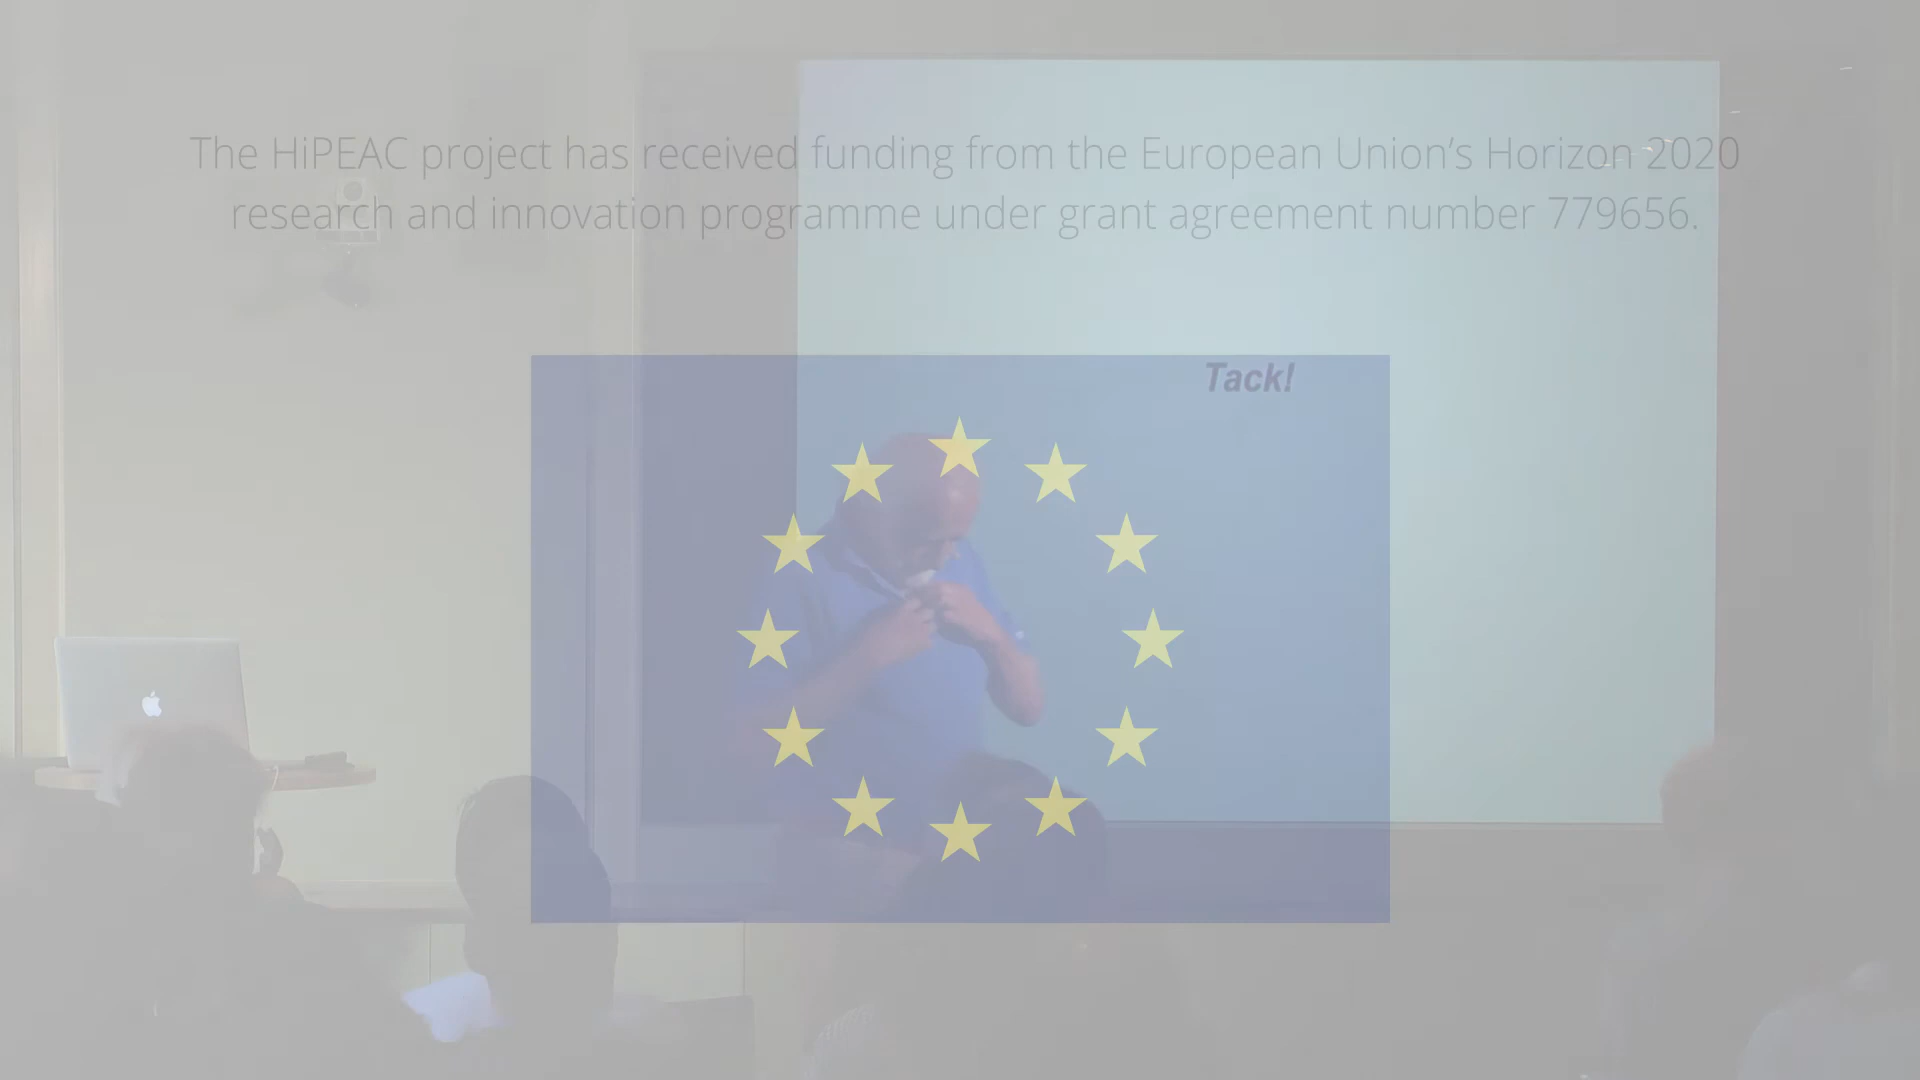 The HiPEAC project has received funding from the European Union’s Horizon 2020
research and innovation programme under grant agreement number 779656.
Tack!